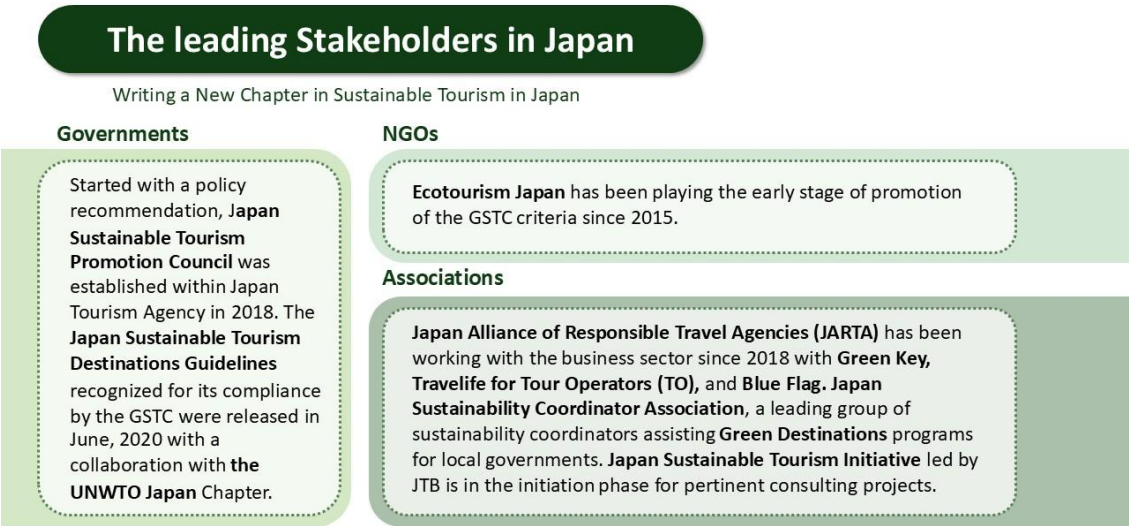 The leading Stakeholders in Japan
Writing a New Chapter in Sustainable Tourism in Japan
Governments
Started with a policy
recommendation, Japan
Sustainable Tourism
Promotion Council was
established within Japan
Tourism Agency in 2018. The
Japan Sustainable Tourism
Destinations Guidelines
recognized for its compliance
by the GSTC were released in
June, 2020 with a
collaboration with the
UNWTO Japan Chapter.
NGOs
Ecotourism Japan has been playing the early stage of promotion
of the GSTC criteria since 2015.
Associations
Japan Alliance of Responsible Travel Agencies (JARTA) has been
working with the business sector since 2018 with Green Key,
Travelife for Tour Operators (TO), and Blue Flag. Japan
Sustainability Coordinator Association, a leading group of
sustainability coordinators assisting Green Destinations programs
for local governments. Japan Sustainable Tourism Initiative led by
JTB is in the initiation phase for pertinent consulting projects.